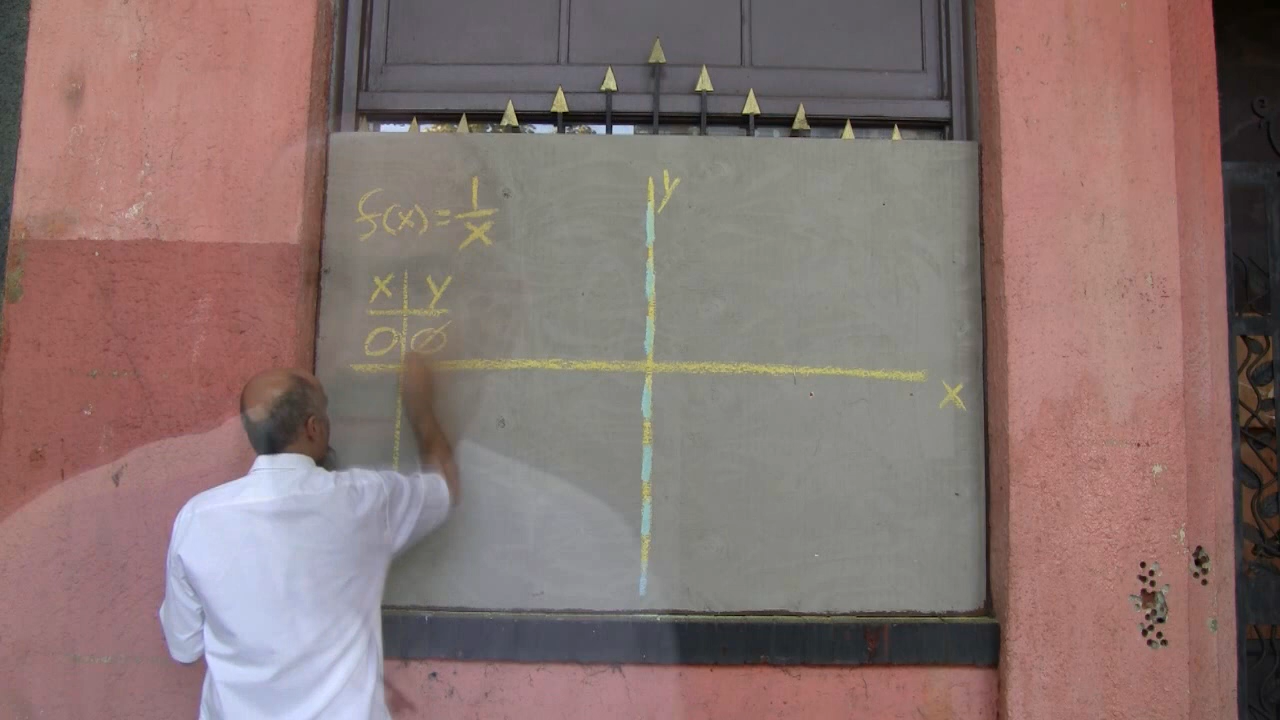 f(x)=1/x
x y
0 ∅
y
x